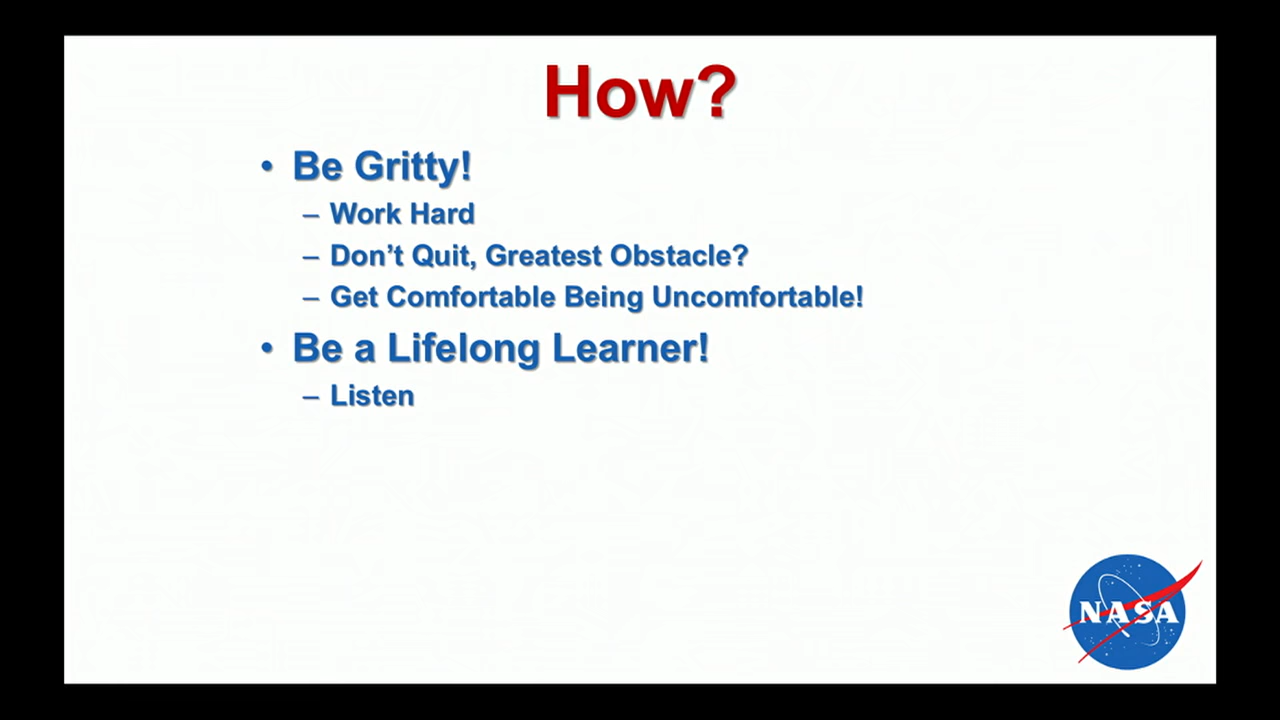 How?
• Be Gritty!
– Work Hard
– Don’t Quit, Greatest Obstacle?
– Get Comfortable Being Uncomfortable!
• Be a Lifelong Learner!
– Listen
NASA